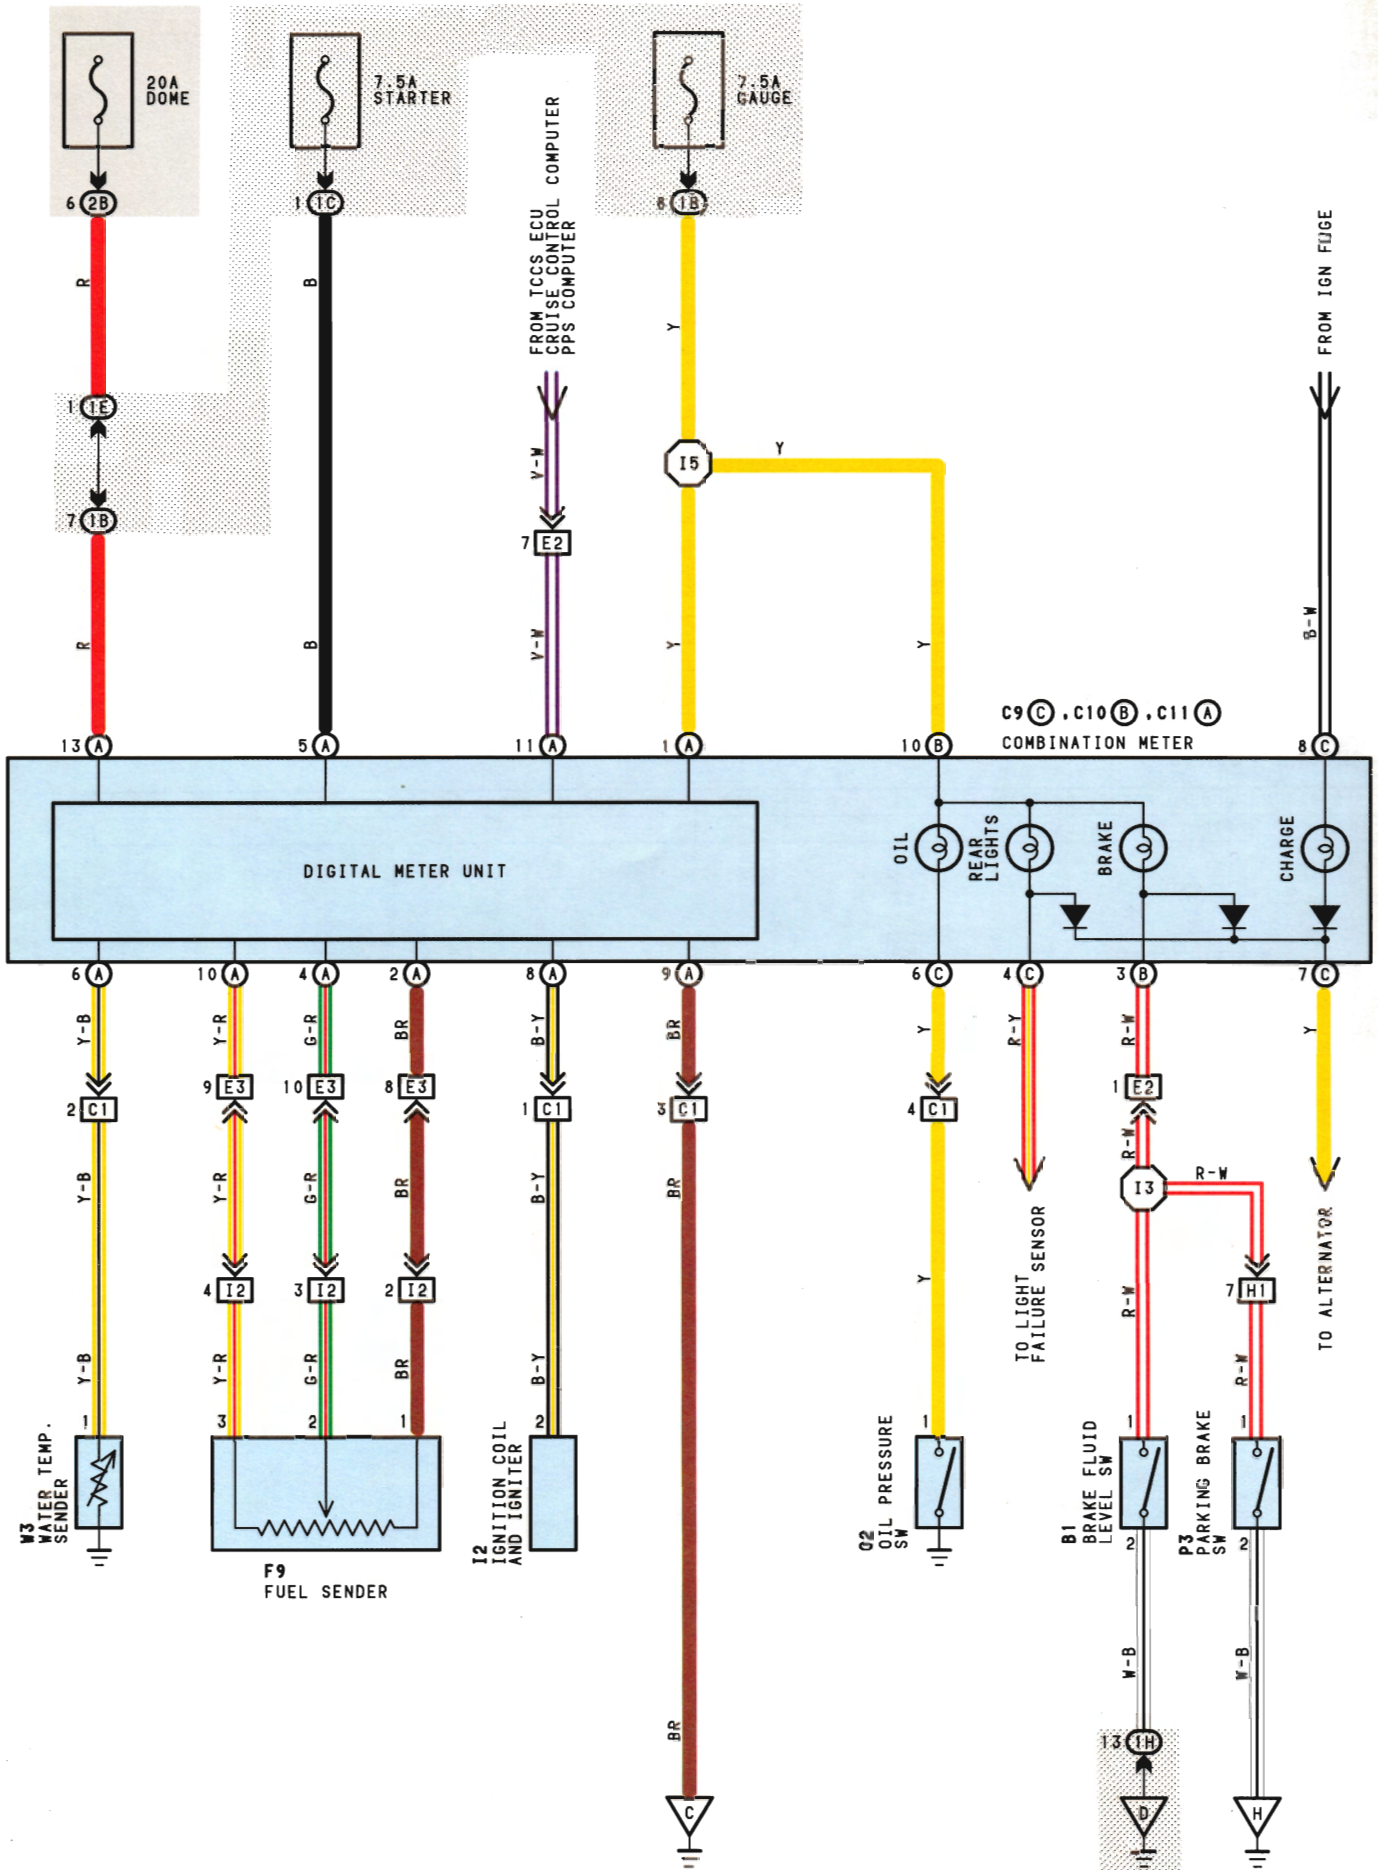 20A
DOME
7.5A
STARTER
7.5A
GAUGE
6 2B
1 1C
8 1B
FROM TCCS ECU
CRUISE CONTROL COMPUTER
PPS COMPUTER
FROM IGN FUGE
R
B
Y
1 1E
V-W
I5
Y
7 1B
7 E2
B-W
R
B
V-W
Y
Y
C9 C , C10 B , C11 A
COMBINATION METER
13 A
5 A
11 A
1 A
10 B
8 C
DIGITAL METER UNIT
OIL
REAR
LIGHTS
BRAKE
CHARGE
6 A
10 A
4 A
2 A
8 A
9 A
6 C
4 C
3 B
7 C
Y-B
Y-R
G-R
BR
B-Y
BR
Y
R-Y
R-W
Y
9 E3
10 E3
8 E3
1 E2
2 C1
1 C1
3 C1
4 C1
R-W
Y-B
Y-R
G-R
BR
B-Y
BR
I3
R-W
4 I2
3 I2
2 I2
Y
R-W
7 H1
TO LIGHT
FAILURE SENSOR
TO ALTERNATOR
Y-B
Y-R
G-R
BR
B-Y
R-W
1
3
2
1
2
1
1
1
W3
WATER TEMP.
SENDER
F9
FUEL SENDER
I2
IGNITION COIL
AND IGNITER
O2
OIL PRESSURE
SW
B1
BRAKE FLUID
LEVEL SW
P3
PARKING BRAKE
SW
2
2
W-B
W-B
BR
13 1H
C
D
H